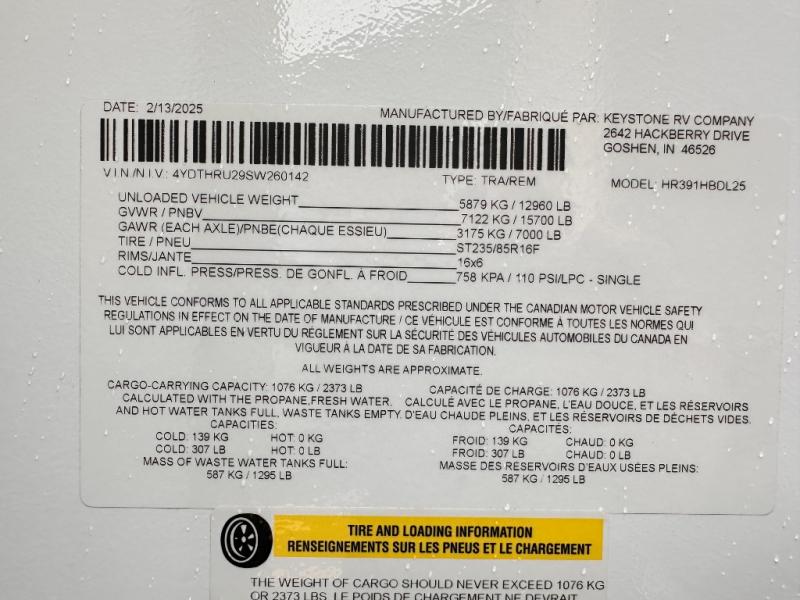 DATE: 2/13/2025
MANUFACTURED BY/FABRIQUÉ PAR: KEYSTONE RV COMPANY
2642 HACKBERRY DRIVE
GOSHEN, IN 46526
V.I.N./N.I.V.: 4YDTHRU29SW260142
TYPE: TRA/REM
MODEL: HR391HBDL25
UNLOADED VEHICLE WEIGHT 5879 KG / 12960 LB
GVWR / PNBV 7122 KG / 15700 LB
GAWR (EACH AXLE)/PNBE(CHAQUE ESSIEU) 3175 KG / 7000 LB
TIRE / PNEU ST235/85R16F
RIMS/JANTE 16x6
COLD INFL. PRESS/PRESS. DE GONFL. À FROID 758 KPA / 110 PSI/LPC - SINGLE
THIS VEHICLE CONFORMS TO ALL APPLICABLE STANDARDS PRESCRIBED UNDER THE CANADIAN MOTOR VEHICLE SAFETY
REGULATIONS IN EFFECT ON THE DATE OF MANUFACTURE / CE VÉHICULE EST CONFORME À TOUTES LES NORMES QUI
LUI SONT APPLICABLES EN VERTU DU RÉGLEMENT SUR LA SÉCURITÉ DES VÉHICULES AUTOMOBILES DU CANADA EN
VIGUEUR À LA DATE DE SA FABRICATION.
ALL WEIGHTS ARE APPROXIMATE.
CARGO-CARRYING CAPACITY: 1076 KG / 2373 LB
CALCULATED WITH THE PROPANE,FRESH WATER.
AND HOT WATER TANKS FULL, WASTE TANKS EMPTY.
CAPACITIES:
COLD: 139 KG HOT: 0 KG
COLD: 307 LB HOT: 0 LB
MASS OF WASTE WATER TANKS FULL:
587 KG / 1295 LB
CAPACITÉ DE CHARGE: 1076 KG / 2373 LB
CALCULÉ AVEC LE PROPANE, L'EAU DOUCE, ET LES RÉSERVOIRS
D'EAU CHAUDE PLEINS, ET LES RÉSERVOIRS DE DÉCHETS VIDES.
CAPACITÉS:
FROID: 139 KG CHAUD: 0 KG
FROID: 307 LB CHAUD: 0 LB
MASSE DES RÉSERVOIRS D'EAUX USÉES PLEINS:
587 KG / 1295 LB
TIRE AND LOADING INFORMATION
RENSEIGNEMENTS SUR LES PNEUS ET LE CHARGEMENT
THE WEIGHT OF CARGO SHOULD NEVER EXCEED 1076 KG
OR 2373 LBS. LE POIDS DE CHARGEMENT NE DEVRAIT